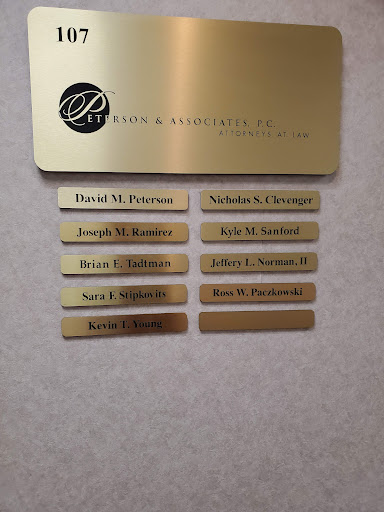 107
PETERSON & ASSOCIATES, P.C.
ATTORNEYS AT LAW
David M. Peterson
Nicholas S. Clevenger
Joseph M. Ramirez
Kyle M. Sanford
Brian E. Tadtman
Jeffery L. Norman, II
Sara F. Stipkovits
Ross W. Paczkowski
Kevin T. Young